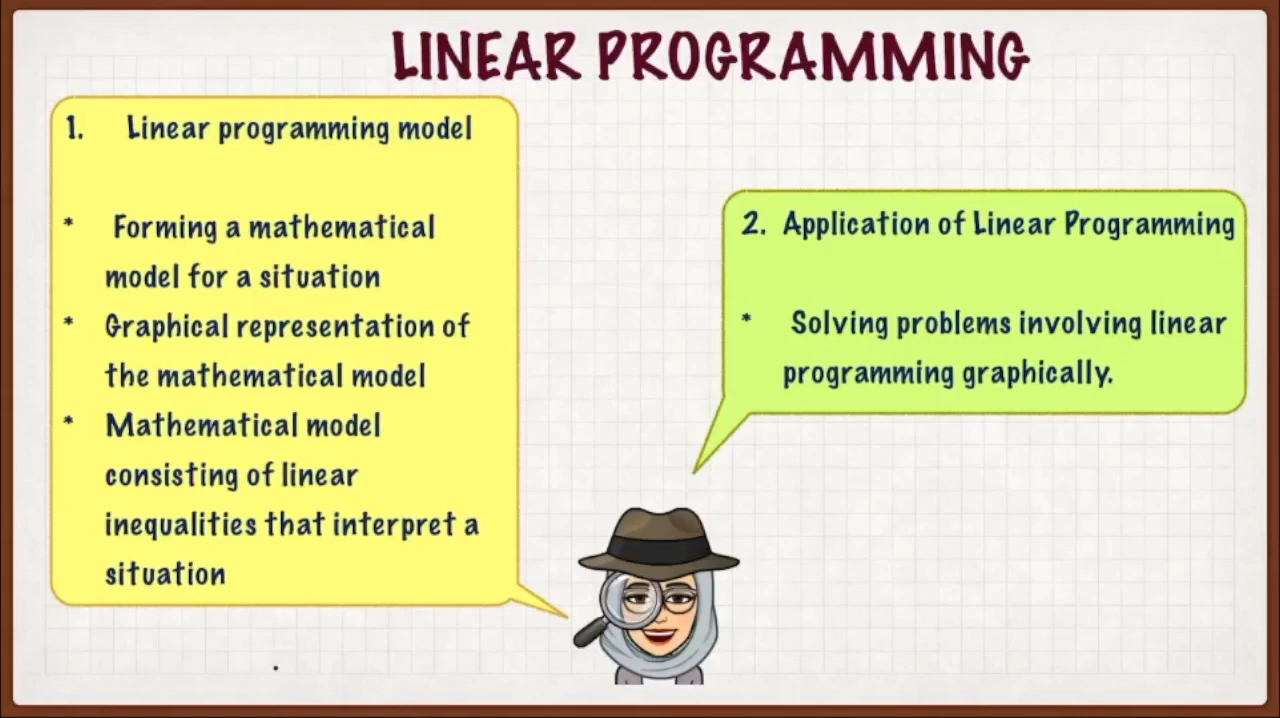 LINEAR PROGRAMMING
1. Linear programming model
* Forming a mathematical
model for a situation
* Graphical representation of
the mathematical model
* Mathematical model
consisting of linear
inequalities that interpret a
situation
2. Application of Linear Programming
* Solving problems involving linear
programming graphically.